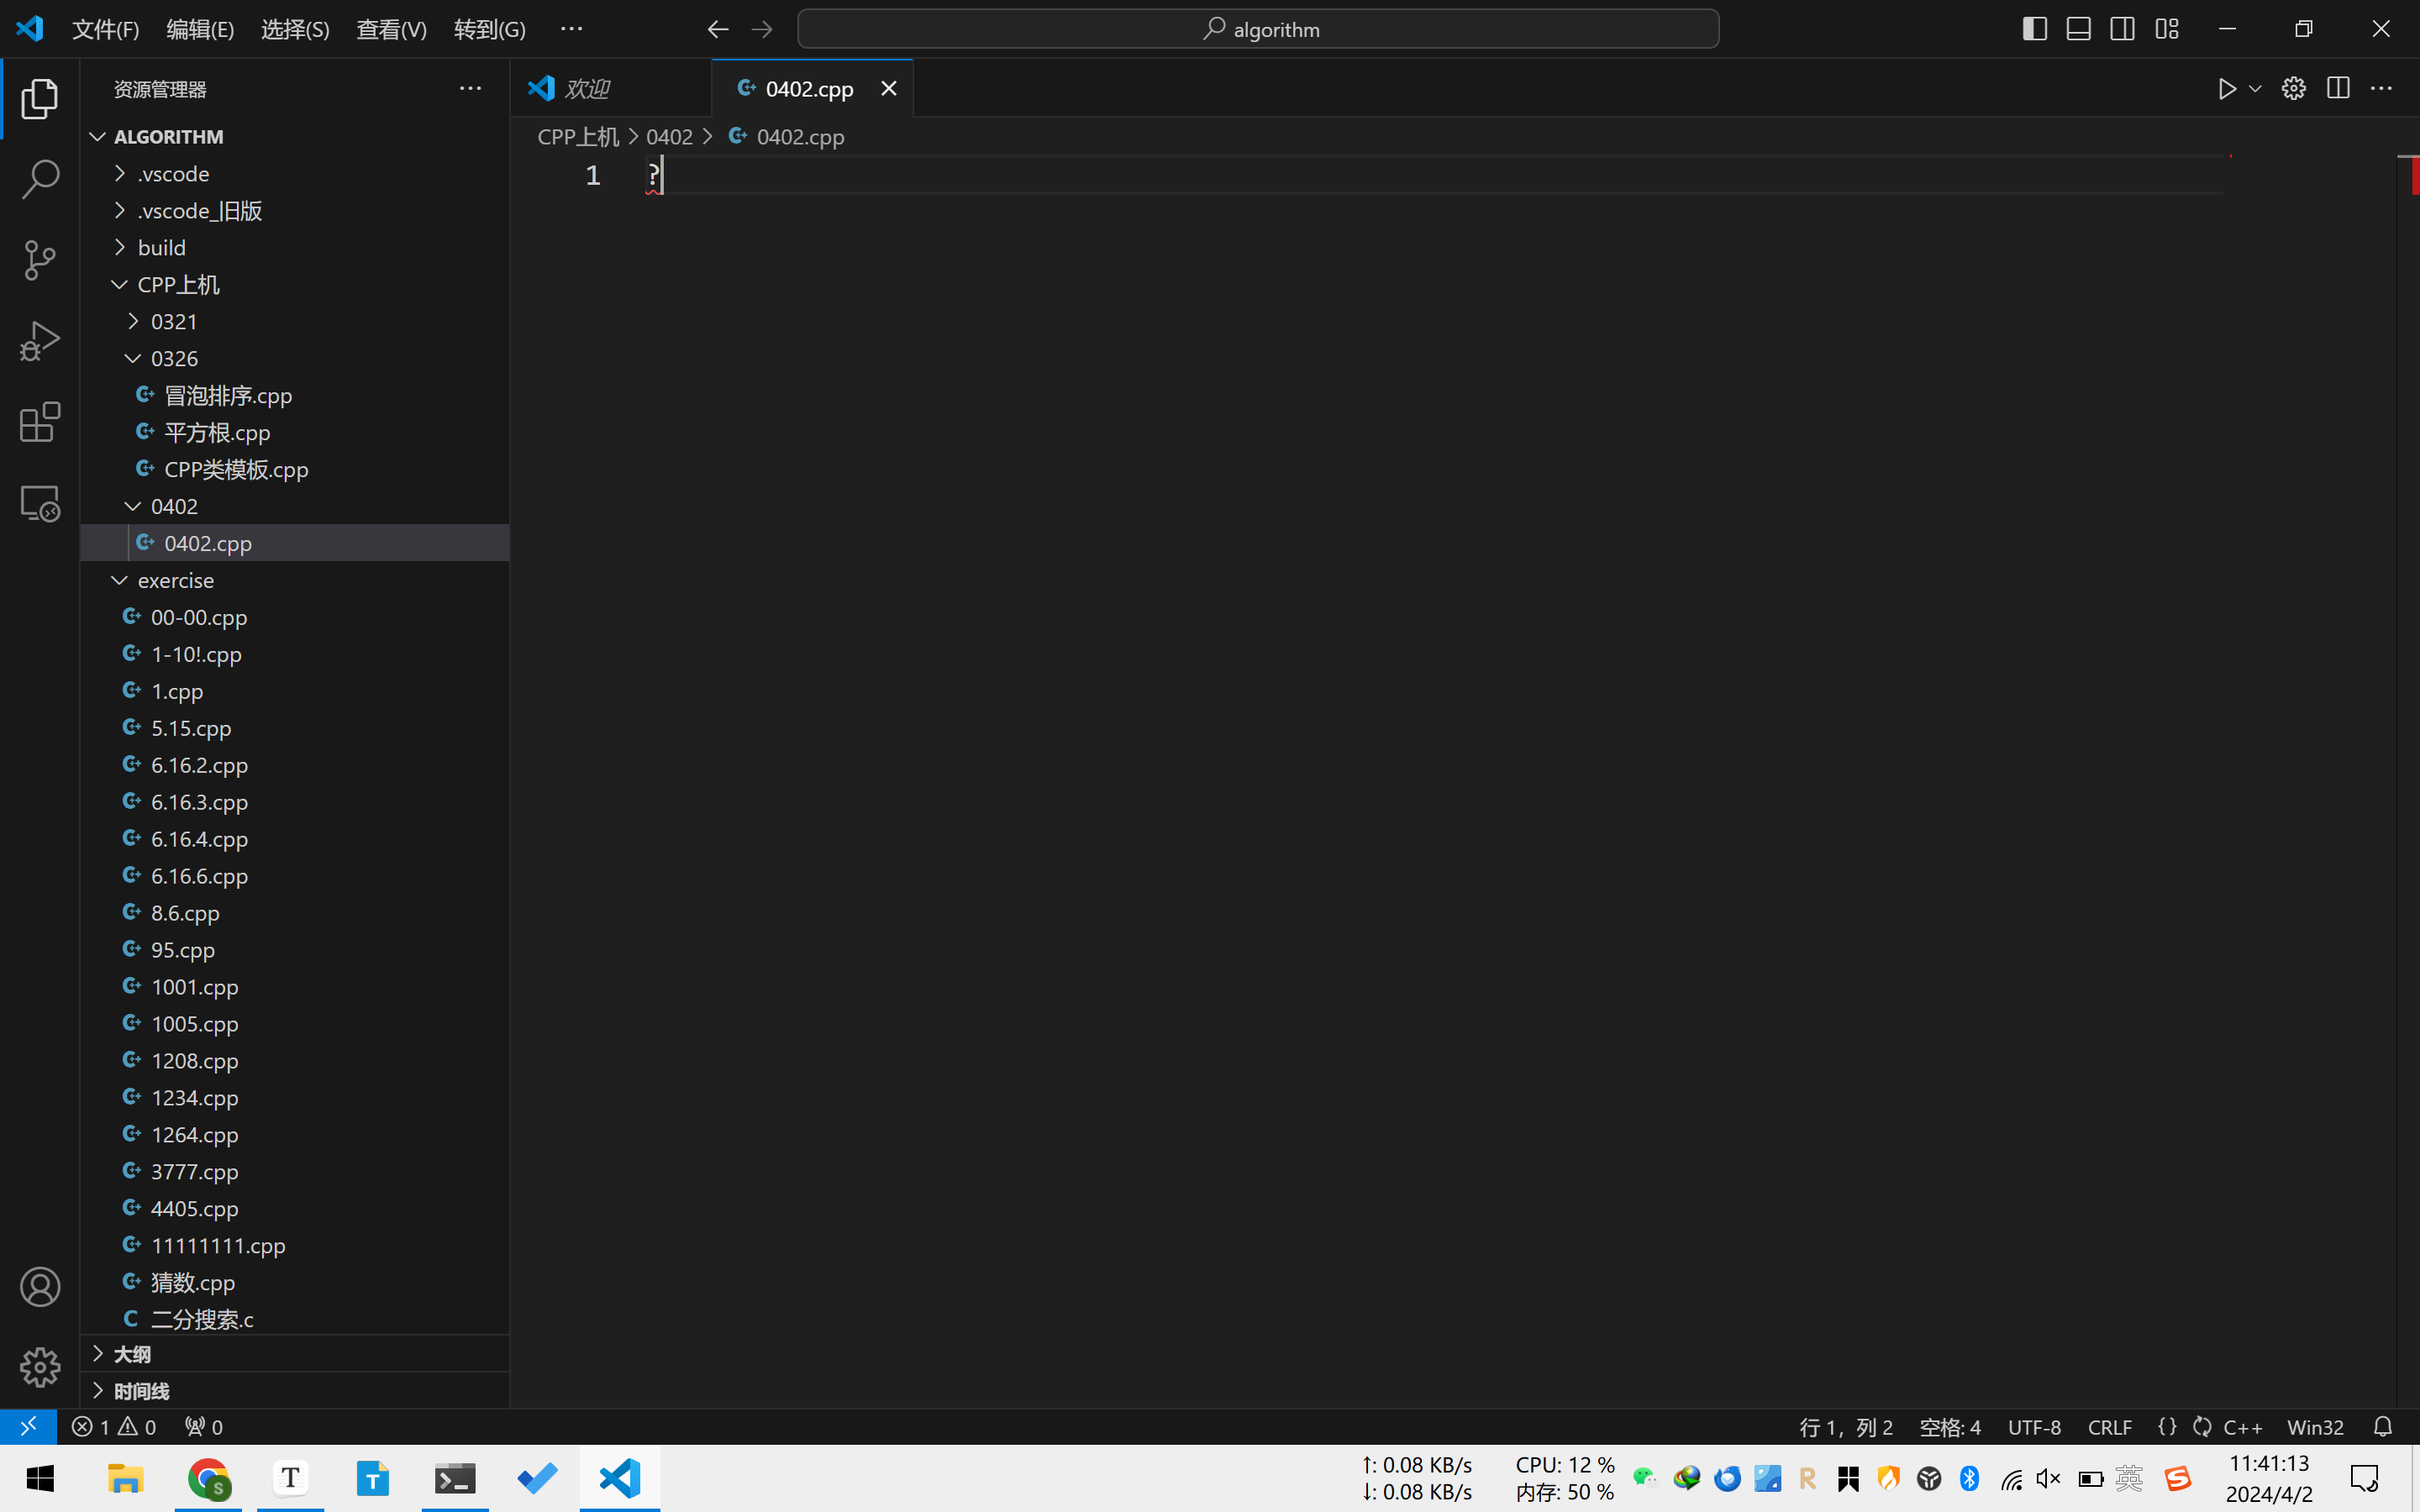 文件(F) 编辑(E) 选择(S) 查看(V) 转到(G) ··· algorithm
资源管理器 ···
欢迎 0402.cpp
CPP上机 > 0402 > 0402.cpp
1 ?
ALGORITHM
.vscode
.vscode_旧版
build
CPP上机
0321
0326
冒泡排序.cpp
平方根.cpp
CPP类模板.cpp
0402
0402.cpp
exercise
00-00.cpp
1-10!.cpp
1.cpp
5.15.cpp
6.16.2.cpp
6.16.3.cpp
6.16.4.cpp
6.16.6.cpp
8.6.cpp
95.cpp
1001.cpp
1005.cpp
1208.cpp
1234.cpp
1264.cpp
3777.cpp
4405.cpp
11111111.cpp
猜数.cpp
C 二分搜索.c
大纲
时间线
1 0 0 行 1，列 2 空格: 4 UTF-8 CRLF {} C++ Win32
↑: 0.08 KB/s CPU: 12 %
↓: 0.08 KB/s 内存: 50 %
S T T R 英 S
11:41:13
2024/4/2